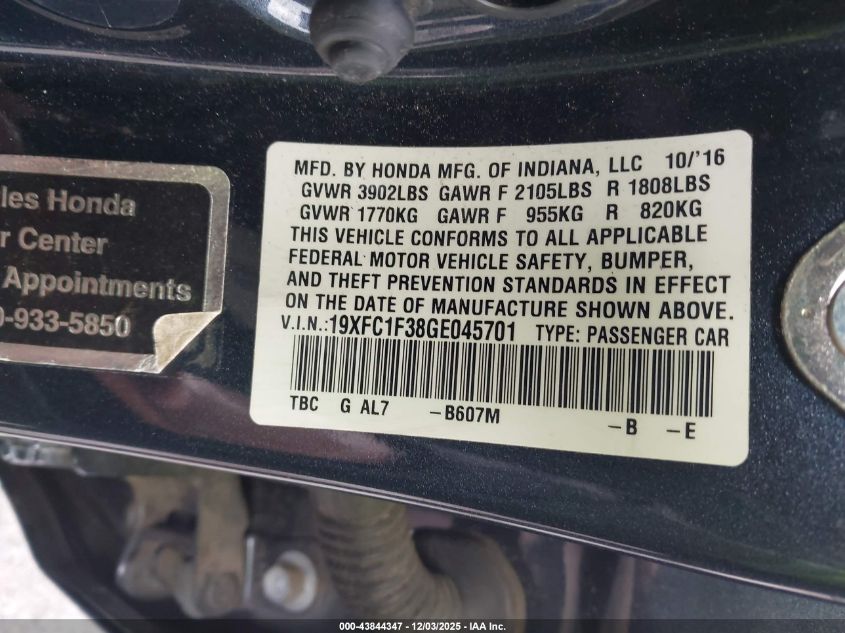 MFD. BY HONDA MFG. OF INDIANA, LLC 10/'16
GVWR 3902LBS GAWR F 2105LBS R 1808LBS
GVWR 1770KG GAWR F 955KG R 820KG
THIS VEHICLE CONFORMS TO ALL APPLICABLE
FEDERAL MOTOR VEHICLE SAFETY, BUMPER,
AND THEFT PREVENTION STANDARDS IN EFFECT
ON THE DATE OF MANUFACTURE SHOWN ABOVE.
V.I.N.:19XFC1F38GE045701 TYPE: PASSENGER CAR
TBC G AL7 -B607M -B -E
les Honda
r Center
Appointments
0-933-5850
000-43844347 - 12/03/2025 - IAA Inc.